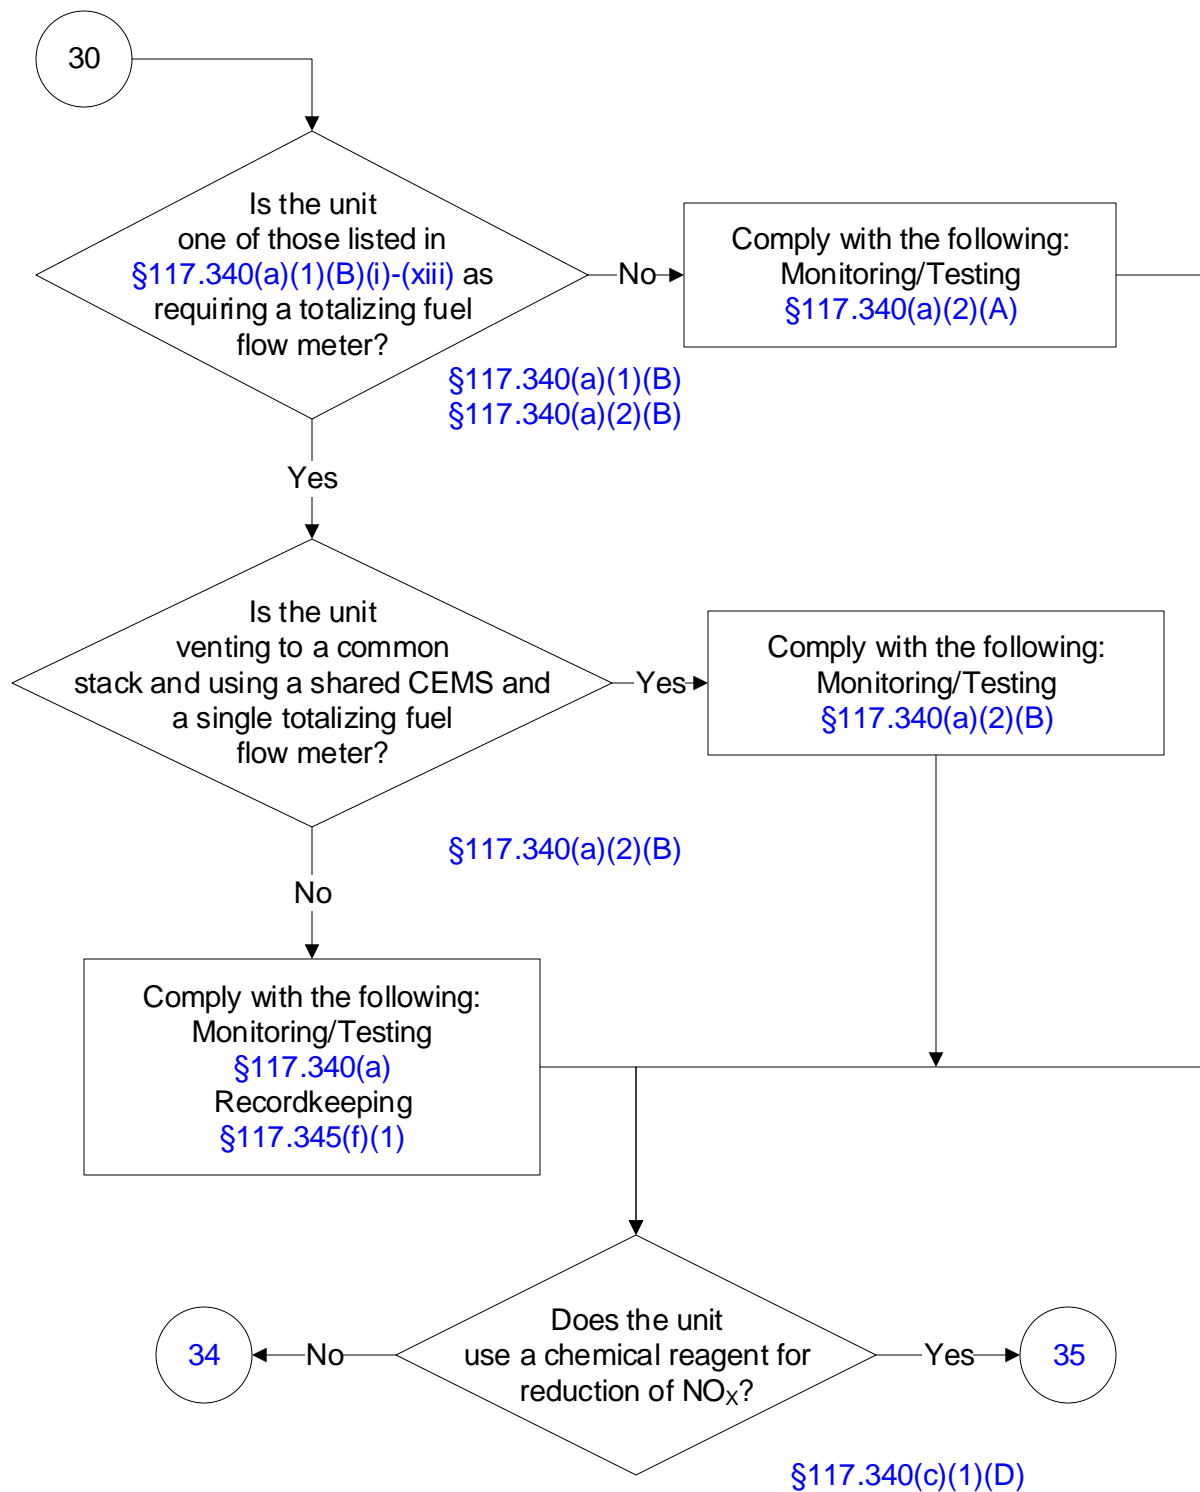 30
Is the unit
one of those listed in
§117.340(a)(1)(B)(i)-(xiii) as
requiring a totalizing fuel
flow meter?
No
Comply with the following:
Monitoring/Testing
§117.340(a)(2)(A)
§117.340(a)(1)(B)
§117.340(a)(2)(B)
Yes
Is the unit
venting to a common
stack and using a shared CEMS and
a single totalizing fuel
flow meter?
Yes
Comply with the following:
Monitoring/Testing
§117.340(a)(2)(B)
§117.340(a)(2)(B)
No
Comply with the following:
Monitoring/Testing
§117.340(a)
Recordkeeping
§117.345(f)(1)
Does the unit
use a chemical reagent for
reduction of NOX?
No
34
Yes
35
§117.340(c)(1)(D)